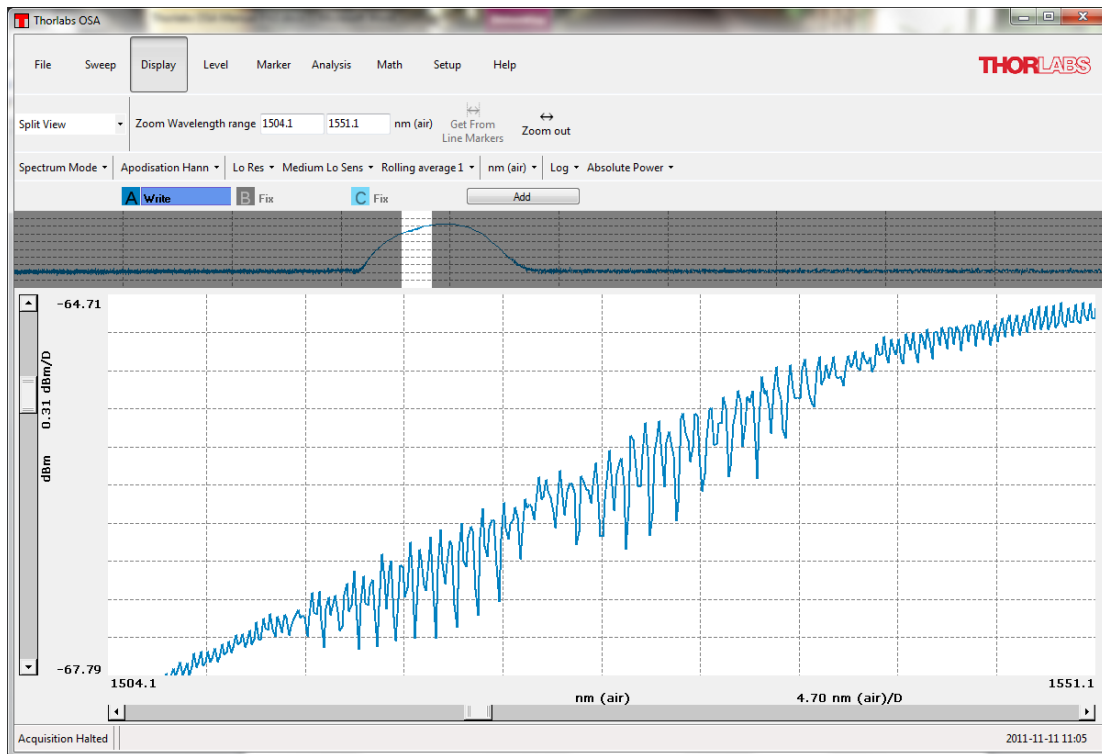 Thorlabs OSA
File Sweep Display Level Marker Analysis Math Setup Help
THORLABS
Split View Zoom Wavelength range 1504.1 1551.1 nm (air) Get From Line Markers Zoom out
Spectrum Mode Apodisation Hann Lo Res Medium Lo Sens Rolling average 1 nm (air) Log Absolute Power
A Write B Fix C Fix Add
-64.71
0.31 dBm/D
dBm
-67.79
1504.1 1551.1
nm (air) 4.70 nm (air)/D
Acquisition Halted 2011-11-11 11:05